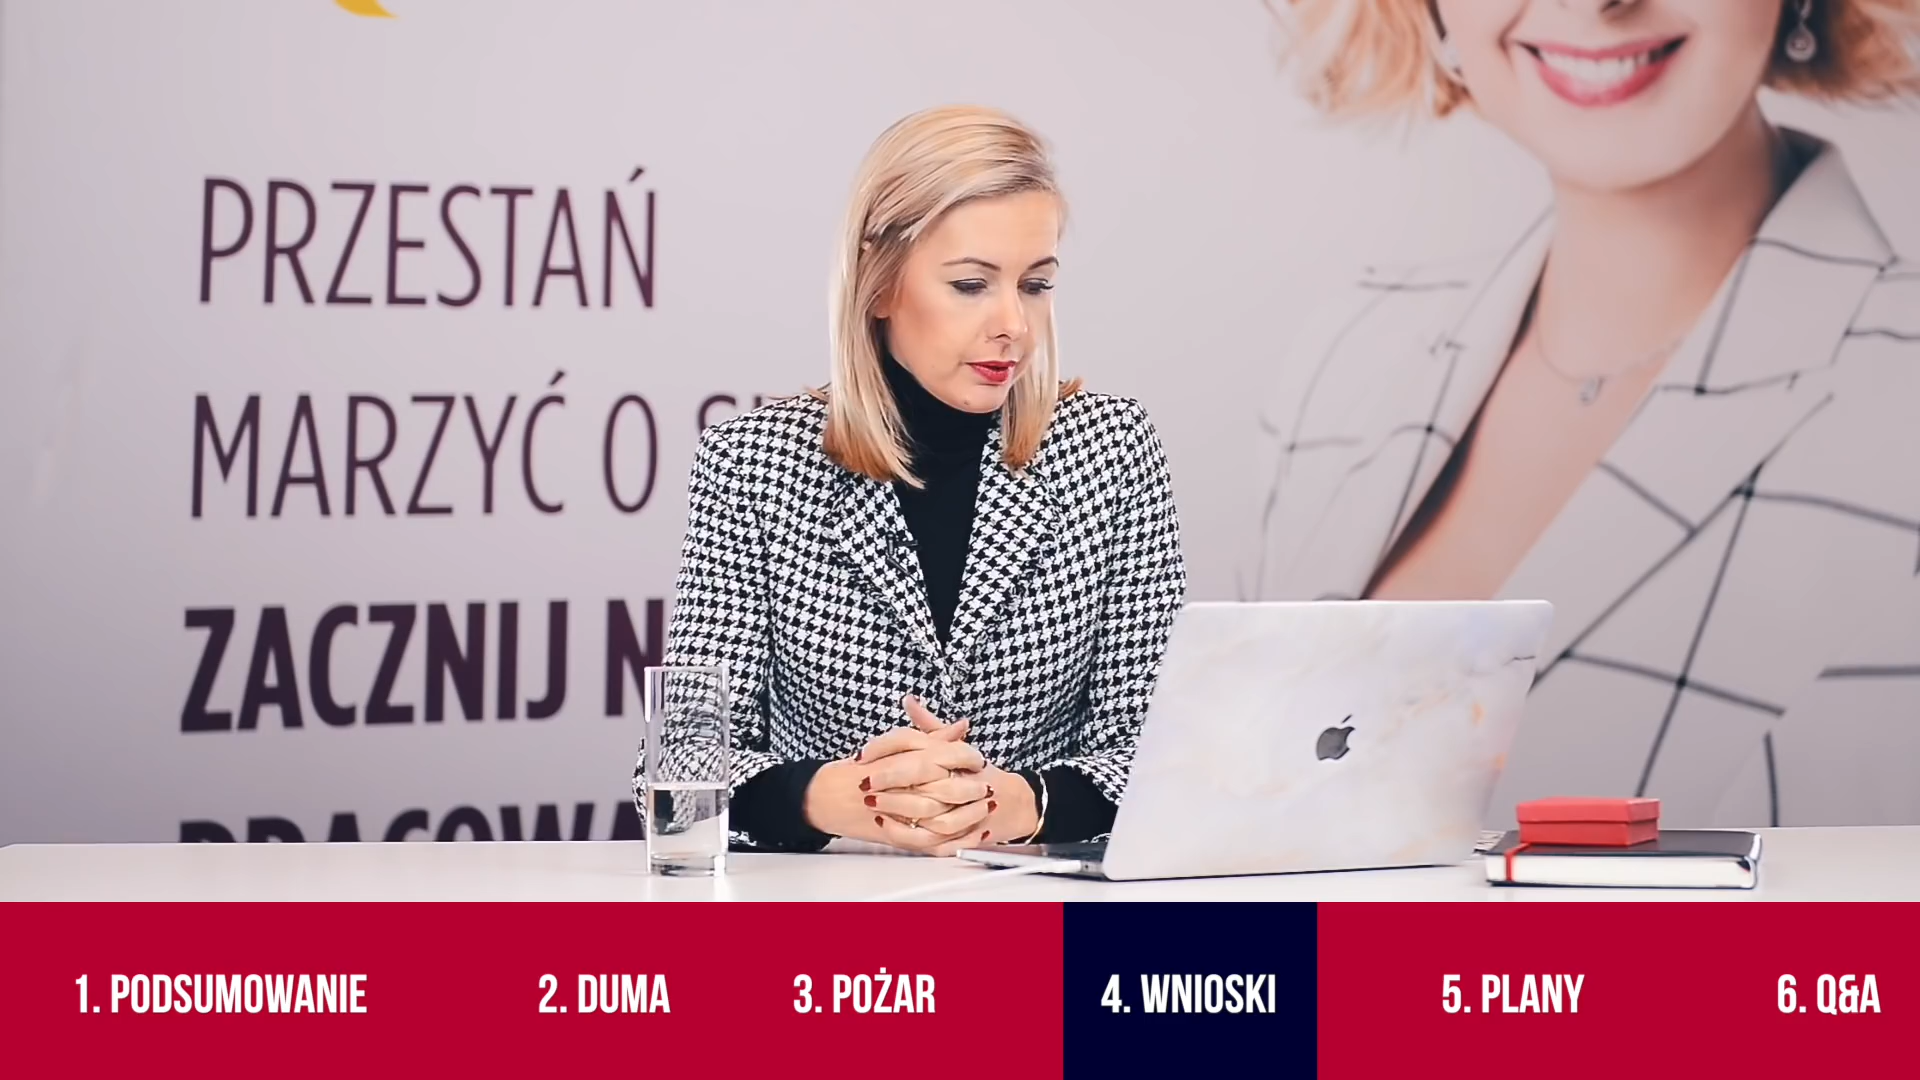 PRZESTAŃ
MARZYĆ O
ZACZNIJ
1. PODSUMOWANIE
2. DUMA
3. POŻAR
4. WNIOSKI
5. PLANY
6. Q&A